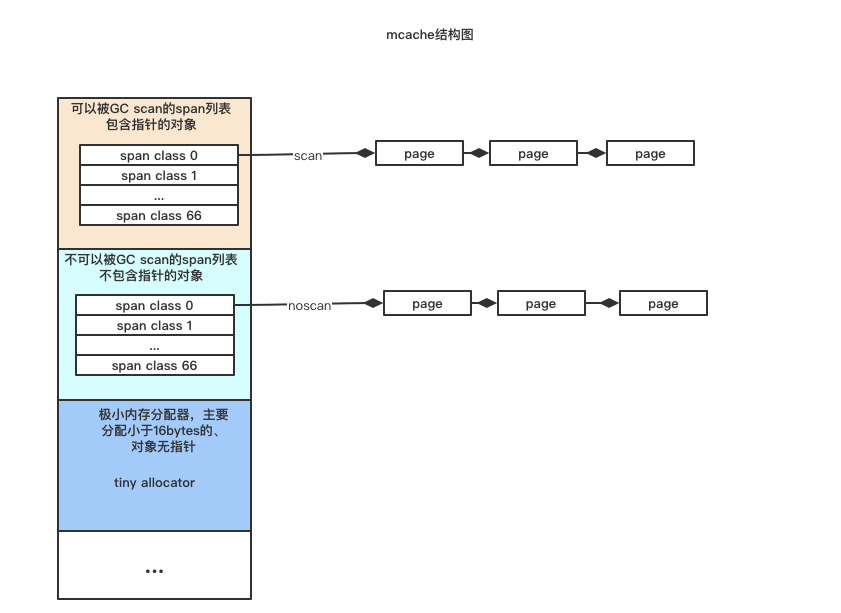 mcache结构图
可以被GC scan的span列表
包含指针的对象
span class 0
span class 1
...
span class 66
scan
page
page
page
不可以被GC scan的span列表
不包含指针的对象
span class 0
span class 1
...
span class 66
noscan
page
page
page
极小内存分配器，主要
分配小于16bytes的、
对象无指针
tiny allocator
...